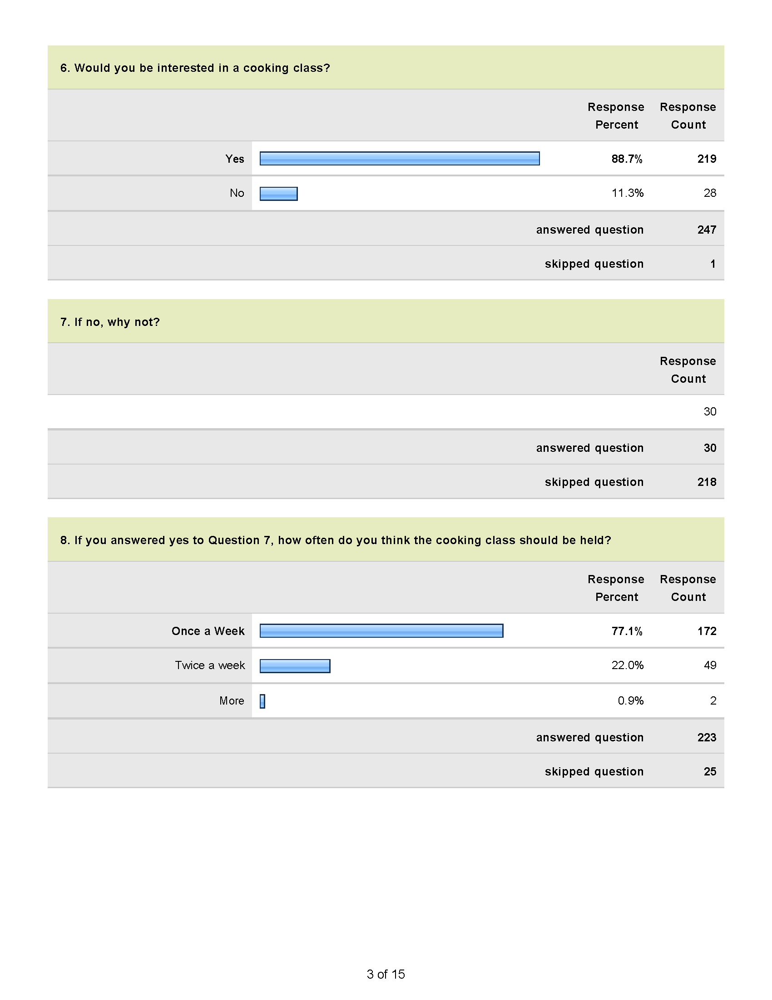 6. Would you be interested in a cooking class?
Response Response
Percent Count
Yes 88.7% 219
No 11.3% 28
answered question 247
skipped question 1
7. If no, why not?
Response
Count
30
answered question 30
skipped question 218
8. If you answered yes to Question 7, how often do you think the cooking class should be held?
Response Response
Percent Count
Once a Week 77.1% 172
Twice a week 22.0% 49
More 0.9% 2
answered question 223
skipped question 25
3 of 15